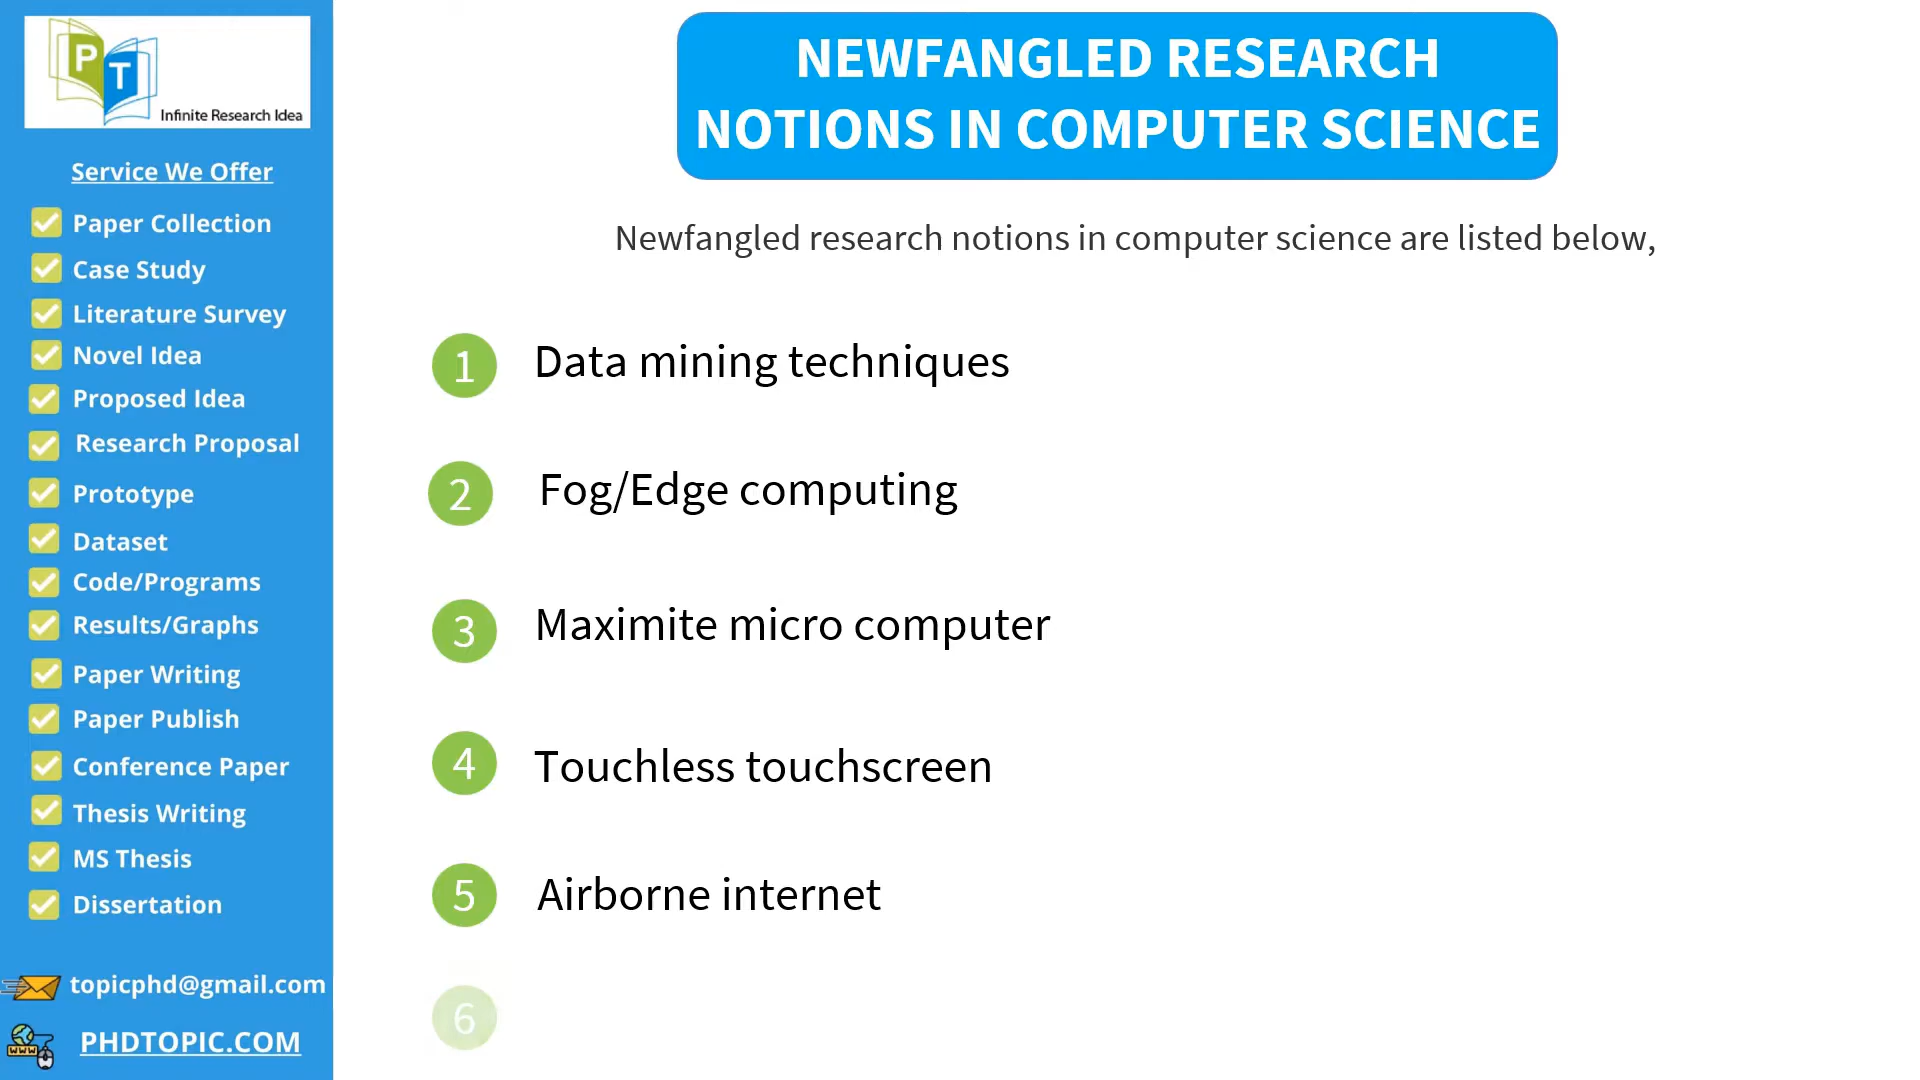 P
T
Infinite Research Idea
Service We Offer
Paper Collection
Case Study
Literature Survey
Novel Idea
Proposed Idea
Research Proposal
Prototype
Dataset
Code/Programs
Results/Graphs
Paper Writing
Paper Publish
Conference Paper
Thesis Writing
MS Thesis
Dissertation
topicphd@gmail.com
www
PHDTOPIC.COM
NEWFANGLED RESEARCH
NOTIONS IN COMPUTER SCIENCE
Newfangled research notions in computer science are listed below,
1 Data mining techniques
2 Fog/Edge computing
3 Maximite micro computer
4 Touchless touchscreen
5 Airborne internet
6